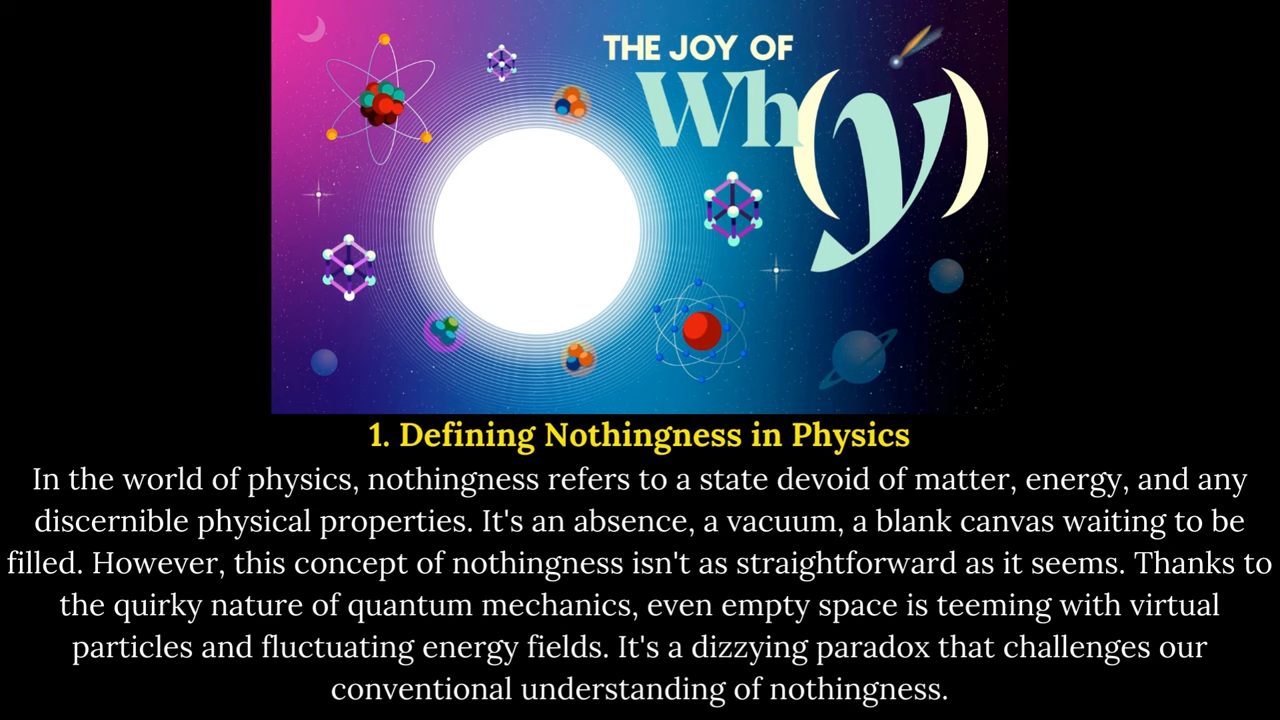 THE JOY OF
Wh(y)
1. Defining Nothingness in Physics
In the world of physics, nothingness refers to a state devoid of matter, energy, and any
discernible physical properties. It's an absence, a vacuum, a blank canvas waiting to be
filled. However, this concept of nothingness isn't as straightforward as it seems. Thanks to
the quirky nature of quantum mechanics, even empty space is teeming with virtual
particles and fluctuating energy fields. It's a dizzying paradox that challenges our
conventional understanding of nothingness.